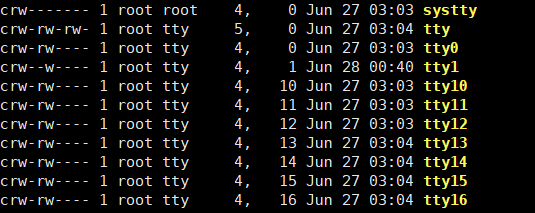 crw------- 1 root root    4,    0 Jun 27 03:03 systty
crw-rw-rw- 1 root tty     5,    0 Jun 27 03:04 tty
crw--w---- 1 root tty     4,    0 Jun 27 03:03 tty0
crw--w---- 1 root tty     4,    1 Jun 28 00:40 tty1
crw-rw---- 1 root tty     4,   10 Jun 27 03:03 tty10
crw-rw---- 1 root tty     4,   11 Jun 27 03:03 tty11
crw-rw---- 1 root tty     4,   12 Jun 27 03:03 tty12
crw-rw---- 1 root tty     4,   13 Jun 27 03:04 tty13
crw-rw---- 1 root tty     4,   14 Jun 27 03:04 tty14
crw-rw---- 1 root tty     4,   15 Jun 27 03:04 tty15
crw-rw---- 1 root tty     4,   16 Jun 27 03:04 tty16